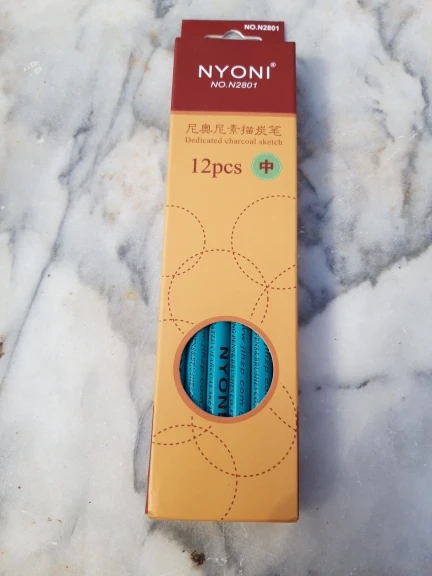 NO.N2801
NYONI®
NO.N2801
尼奥尼·素描炭笔
Dedicated charcoal sketch
12pcs 中
NYONI